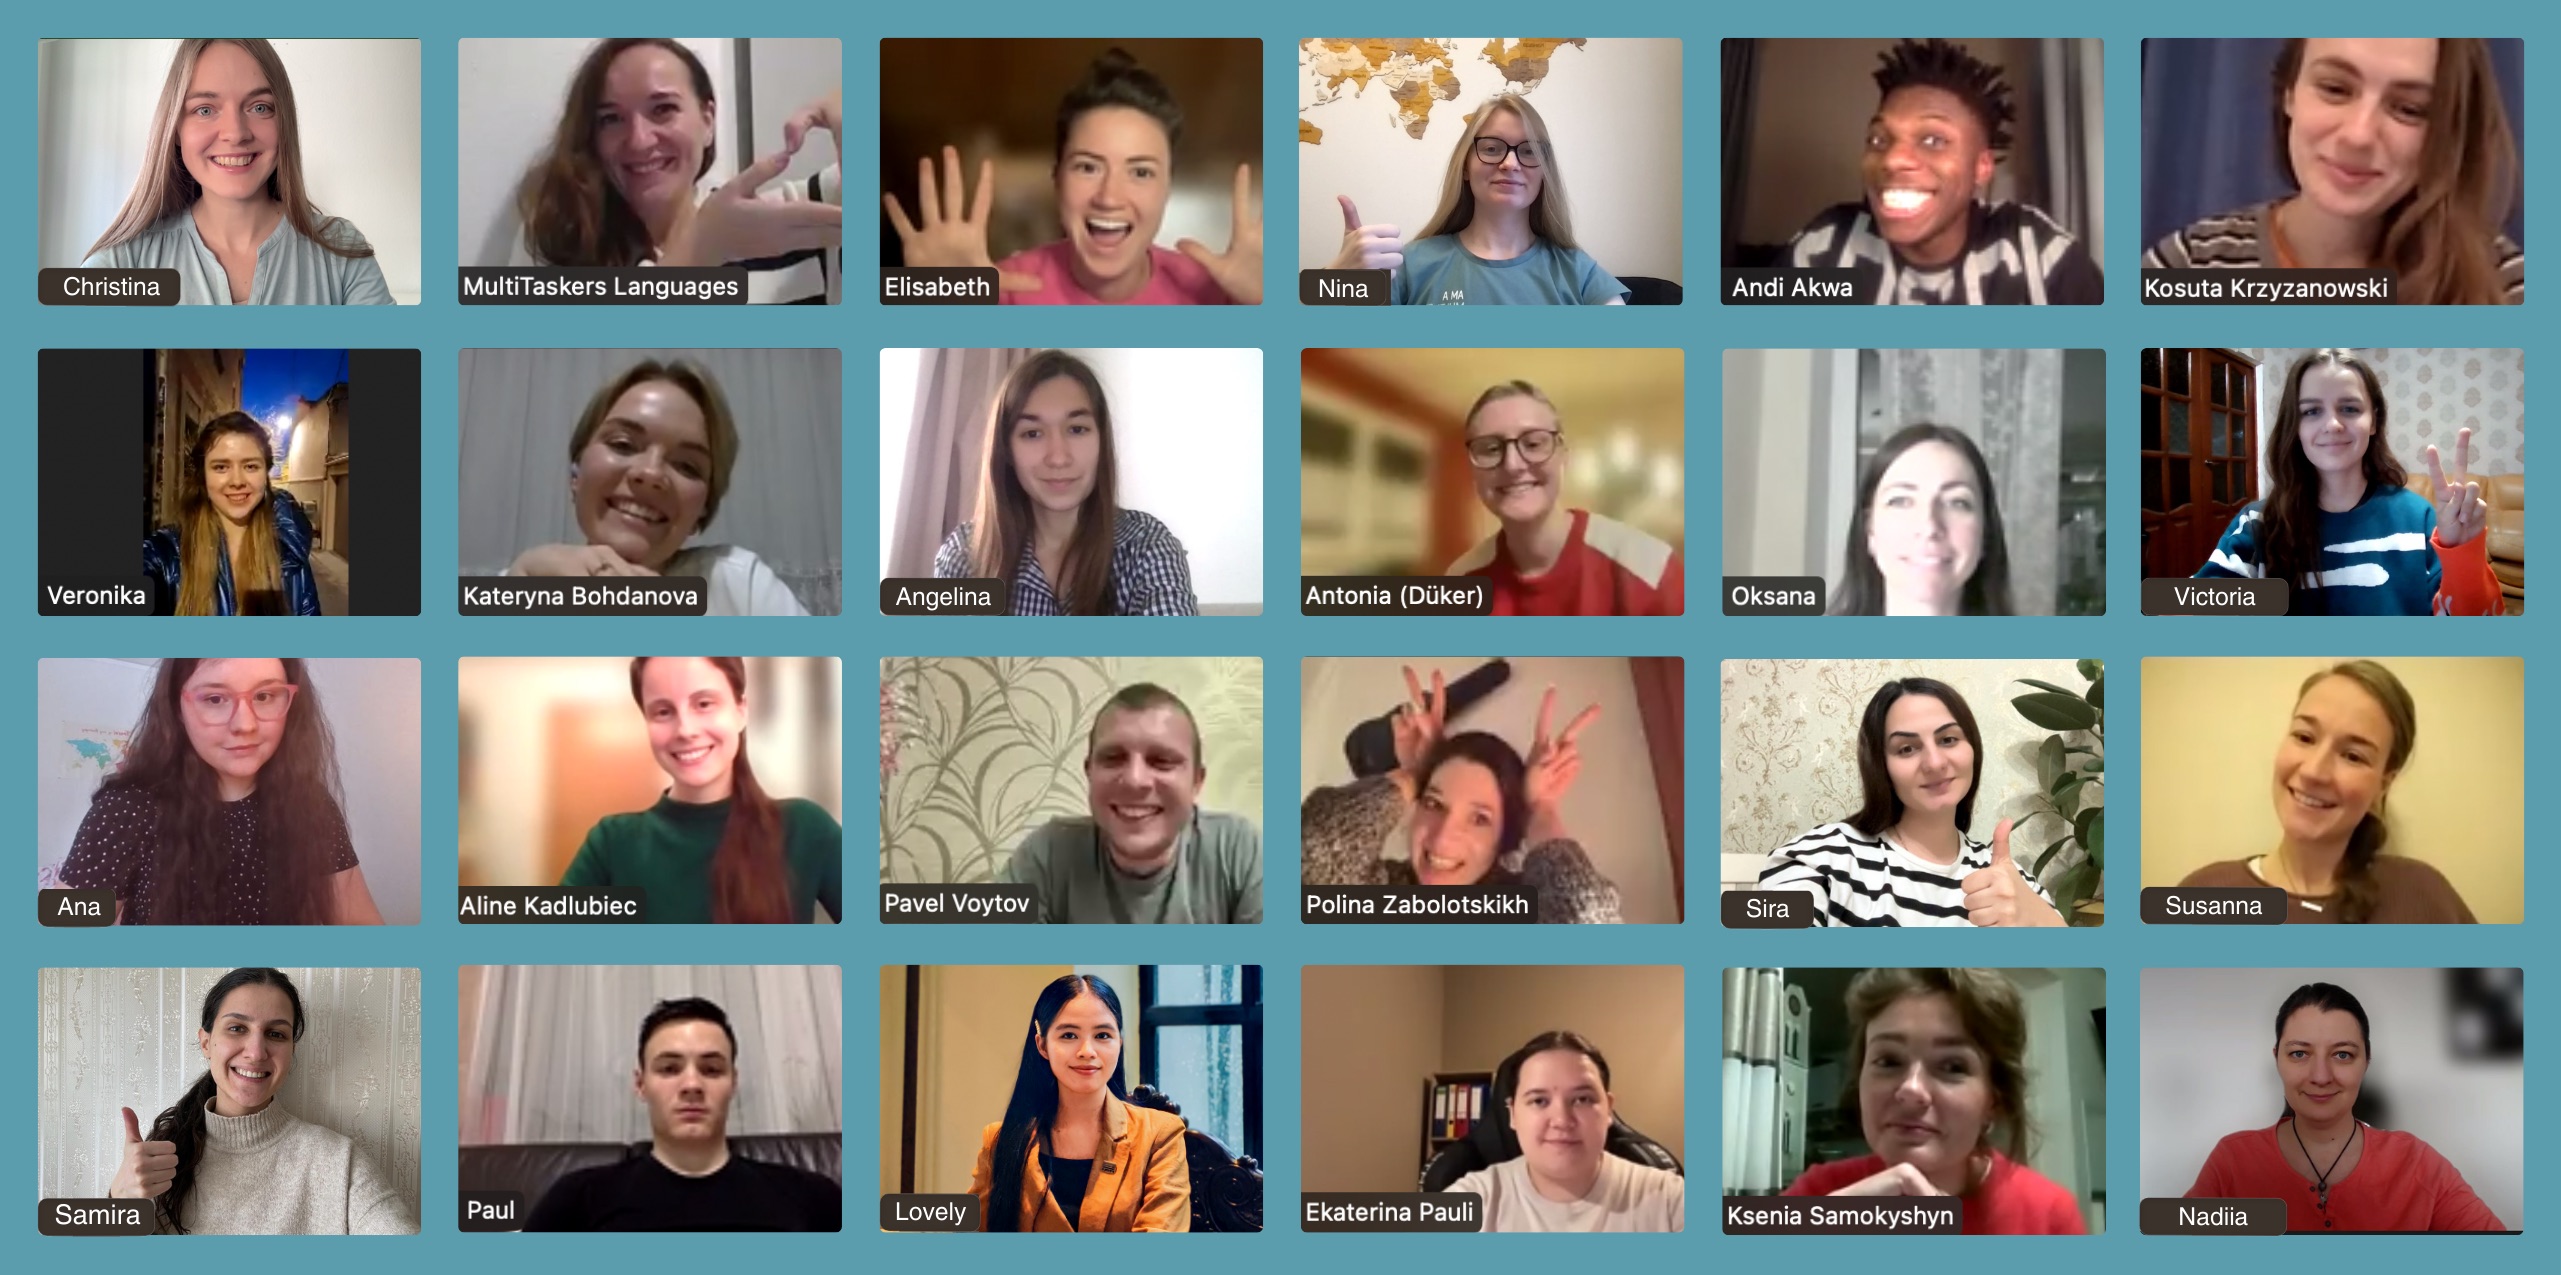 Christina
MultiTaskers Languages
Elisabeth
Nina
A MA
Andi Akwa
Kosuta Krzyzanowski
Veronika
Kateryna Bohdanova
Angelina
Antonia (Düker)
Oksana
Victoria
Ana
Aline Kadlubiec
Pavel Voytov
Polina Zabolotskikh
Sira
Susanna
Samira
Paul
Lovely
Ekaterina Pauli
Ksenia Samokyshyn
Nadiia